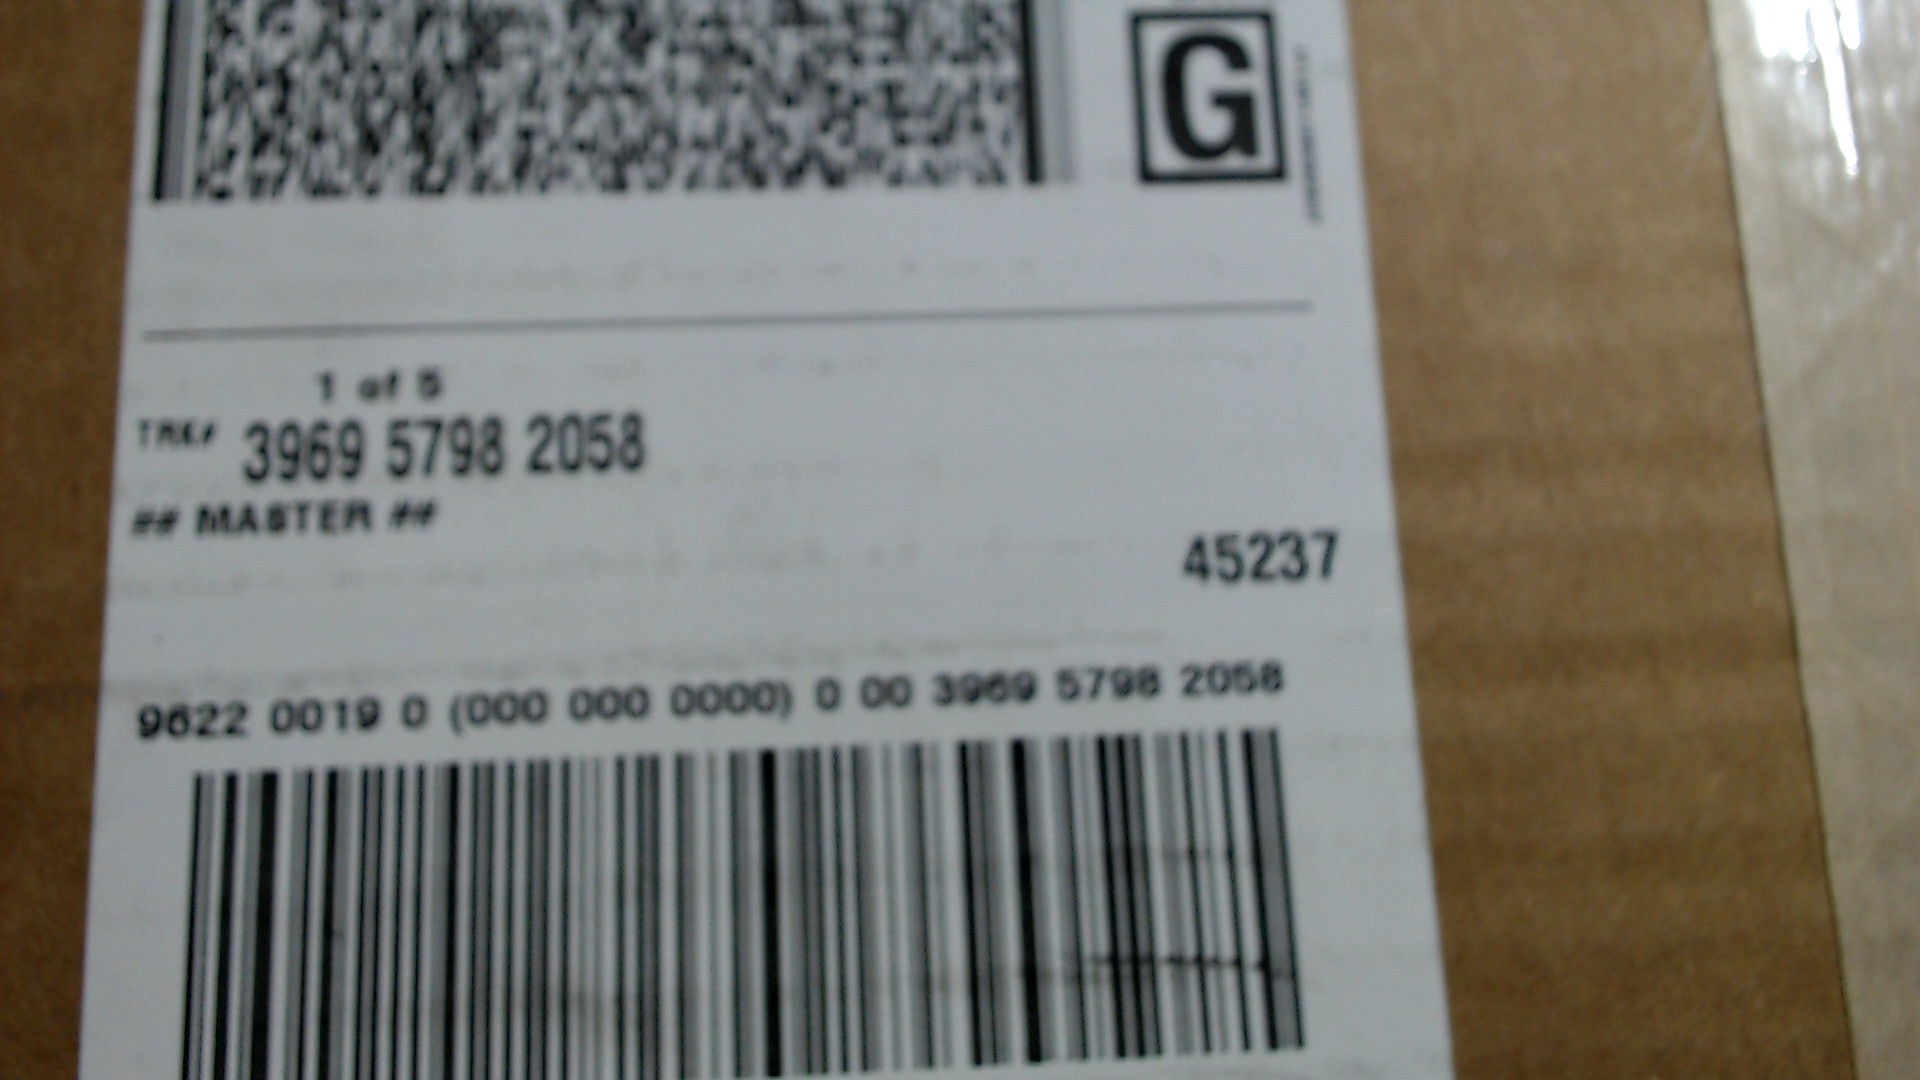 G
1 of 5
TRK# 3969 5798 2058
## MASTER ##
45237
9622 0019 0 (000 000 0000) 0 00 3969 5798 2058